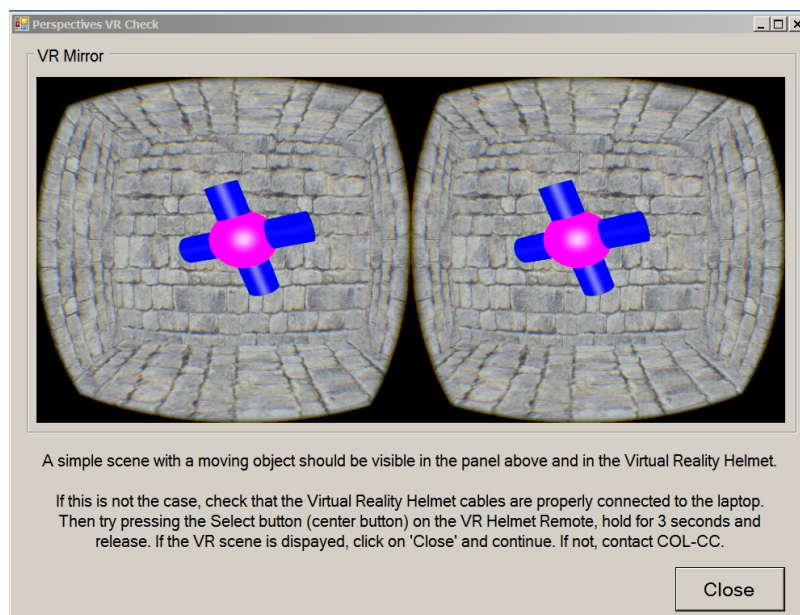 Perspectives VR Check
VR Mirror
A simple scene with a moving object should be visible in the panel above and in the Virtual Reality Helmet.
If this is not the case, check that the Virtual Reality Helmet cables are properly connected to the laptop.
Then try pressing the Select button (center button) on the VR Helmet Remote, hold for 3 seconds and
release. If the VR scene is dispayed, click on 'Close' and continue. If not, contact COL-CC.
Close